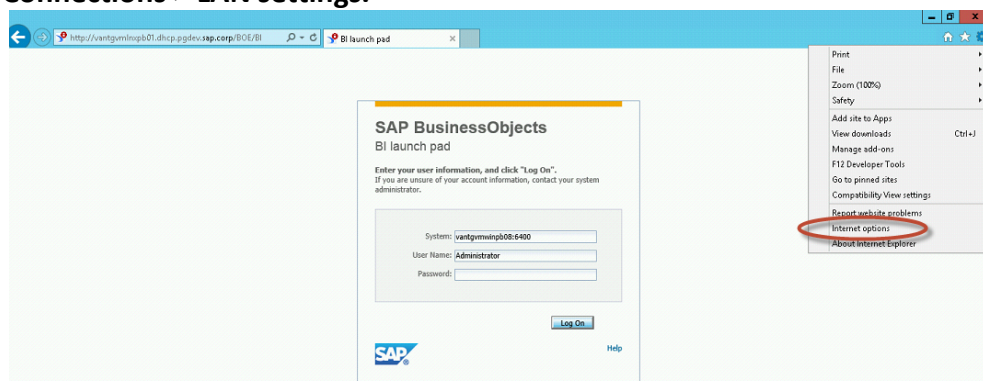 Connections > LAN settings.
http://vantgvmlnxpb01.dhcp.pgdev.sap.corp/BOE/BI
BI launch pad
Print
File
Zoom (100%)
Safety
Add site to Apps
View downloads Ctrl+J
Manage add-ons
F12 Developer Tools
Go to pinned sites
Compatibility View settings
Report website problems
Internet options
About Internet Explorer
SAP BusinessObjects
BI launch pad
Enter your user information, and click "Log On".
If you are unsure of your account information, contact your system
administrator.
System: vantgvmwinpb08:6400
User Name: Administrator
Password:
Log On
Help
SAP